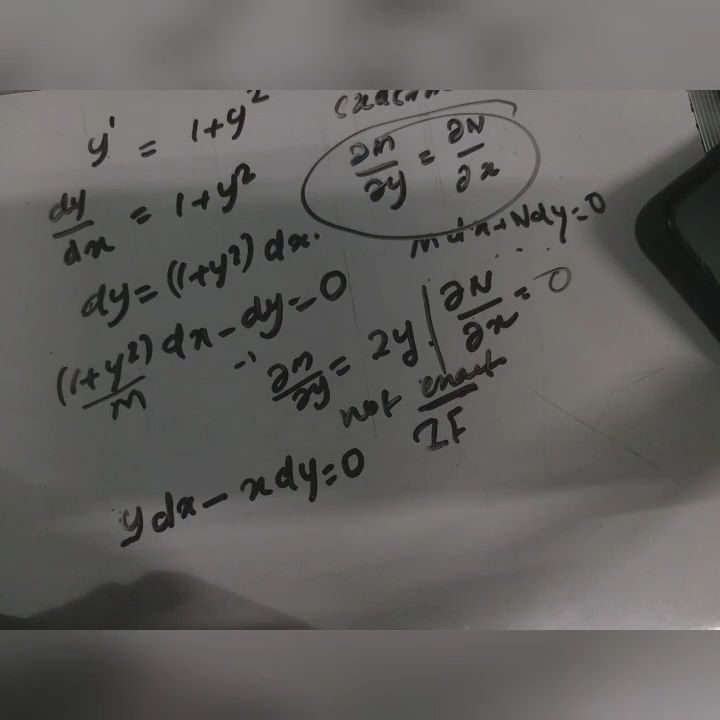 y' = 1+y²
∂M/∂y = ∂N/∂x
dy/dx = 1+y²
Mdx+Ndy=0
dy=(1+y²)dx.
(1+y²)dx-dy=0
M -1
∂M/∂y = 2y. | ∂N/∂x = 0
not exact
IF
ydx - xdy=0